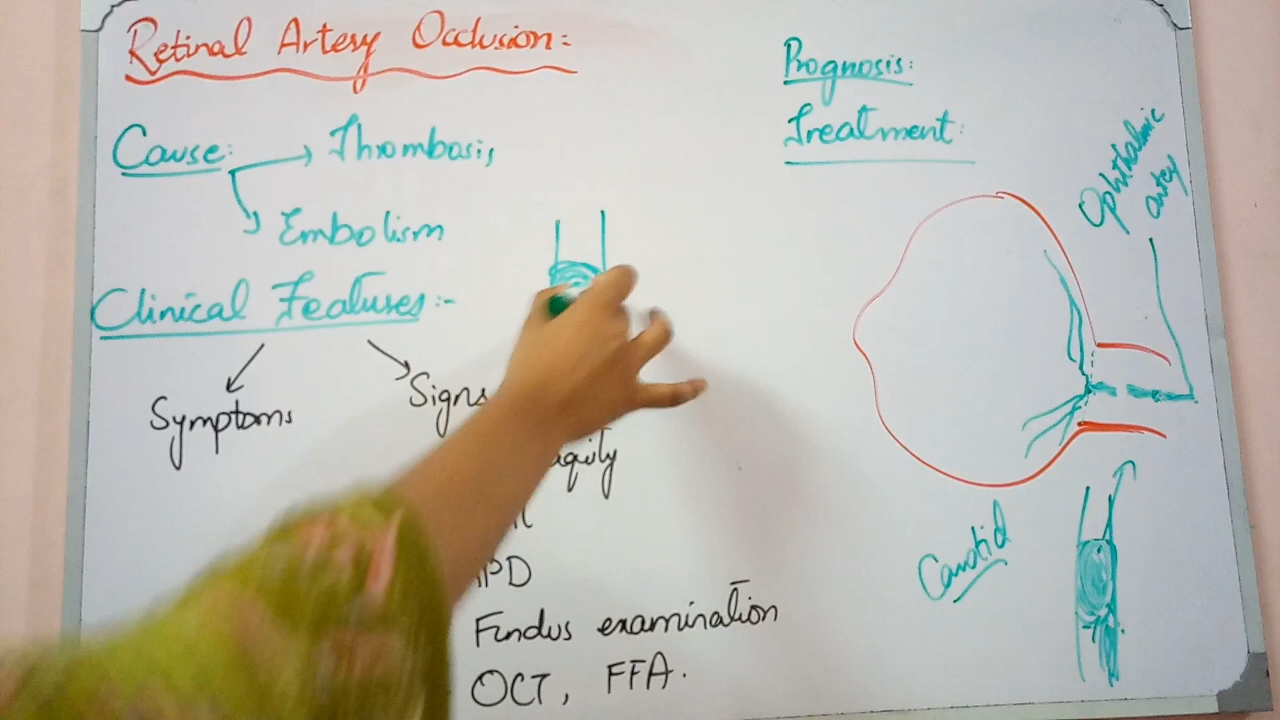 Retinal Artery Occlusion:
Cause:
Thrombosis
Embolism
Clinical Features:-
Symptoms
Signs
Fundus examination
OCT, FFA.
Prognosis:
Treatment:
Ophthalmic
artery
Carotid